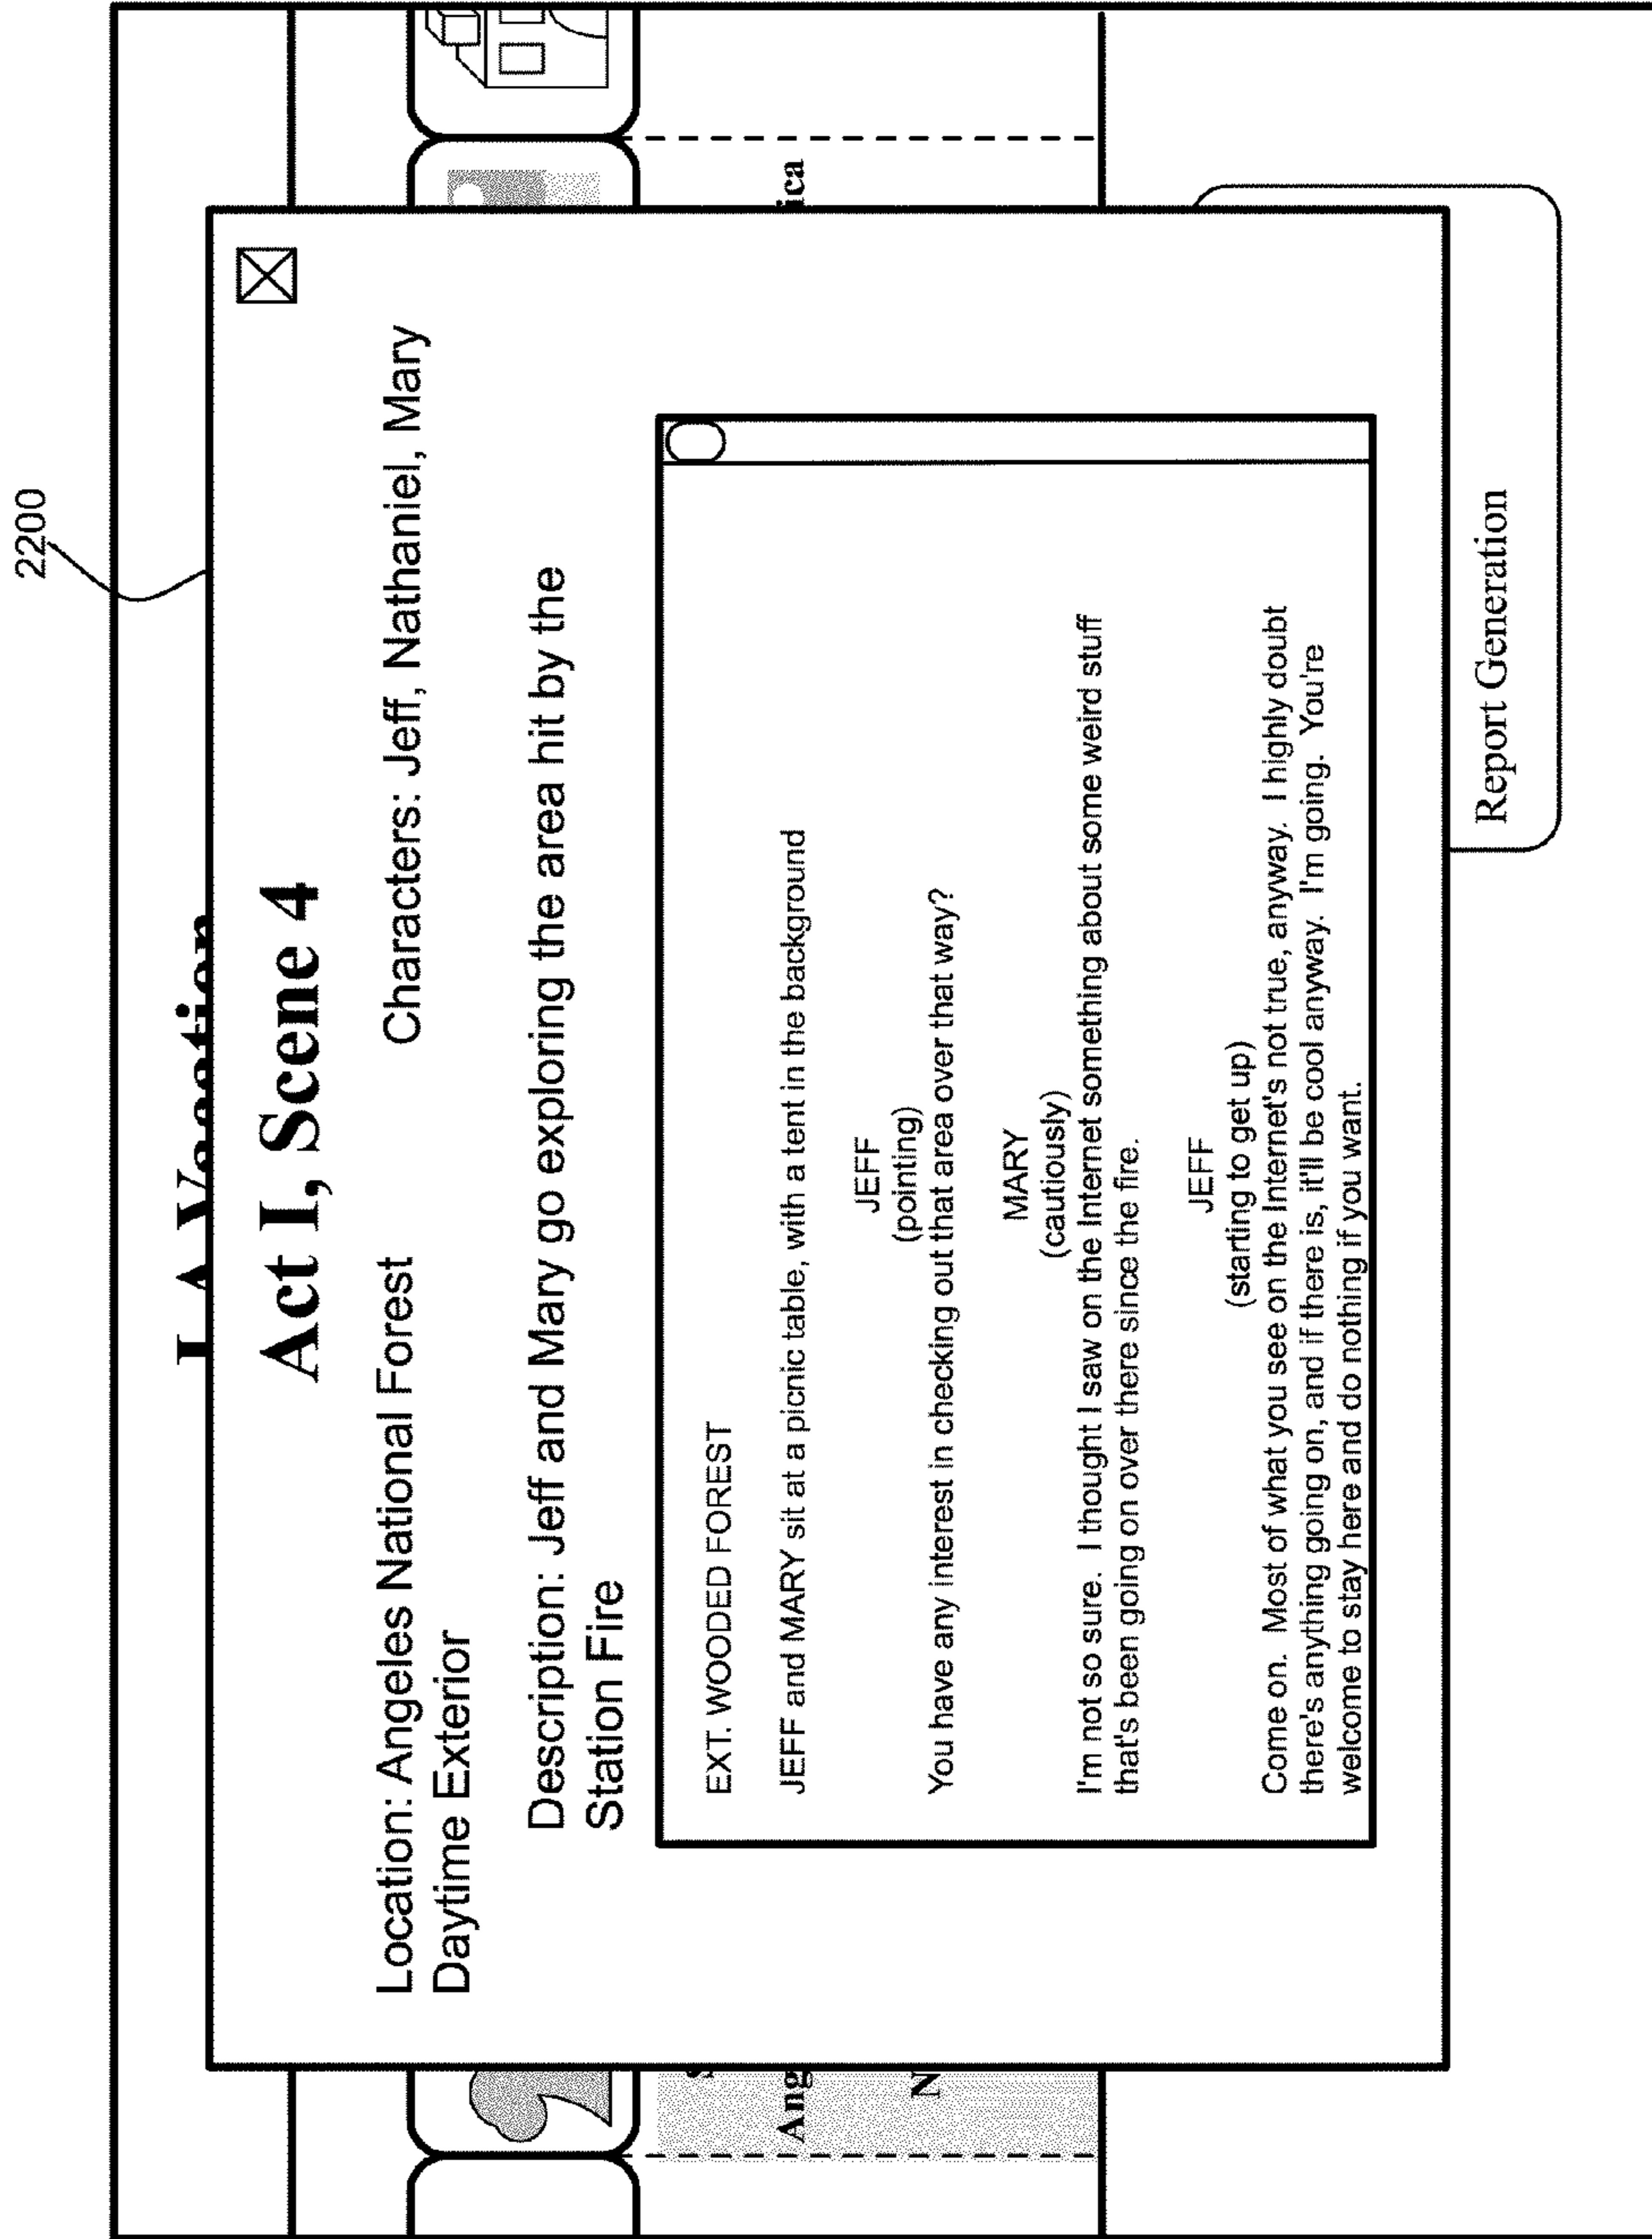 2200
Act I, Scene 4
Location: Angeles National Forest
Daytime Exterior
Characters: Jeff, Nathaniel, Mary
Description: Jeff and Mary go exploring the area hit by the
Station Fire
EXT. WOODED FOREST
JEFF and MARY sit at a picnic table, with a tent in the background
JEFF
(pointing)
You have any interest in checking out that area over that way?
MARY
(cautiously)
I'm not so sure. I thought I saw on the Internet something about some weird stuff
that's been going on over there since the fire.
JEFF
(starting to get up)
Come on. Most of what you see on the Internet's not true, anyway. I highly doubt
there's anything going on, and if there is, it'll be cool anyway. I'm going. You're
welcome to stay here and do nothing if you want.
Ang
N
ica
Report Generation